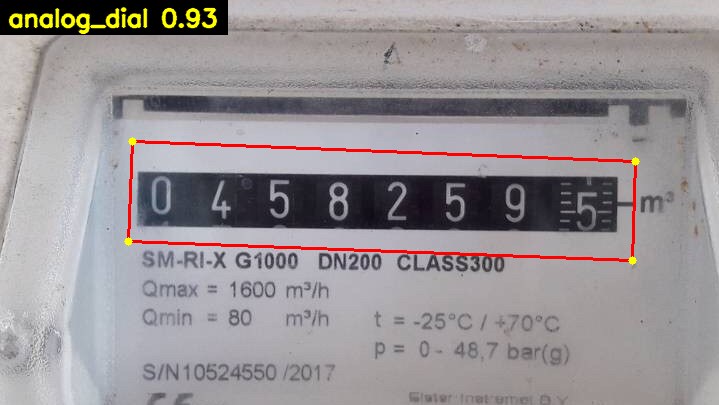 analog_dial 0.93
0 4 5 8 2 5 9 5 m³
SM-RI-X G1000 DN200 CLASS300
Qmax = 1600 m³/h
Qmin = 80 m³/h t = -25°C / +70°C
p = 0 - 48,7 bar(g)
S/N10524550 /2017